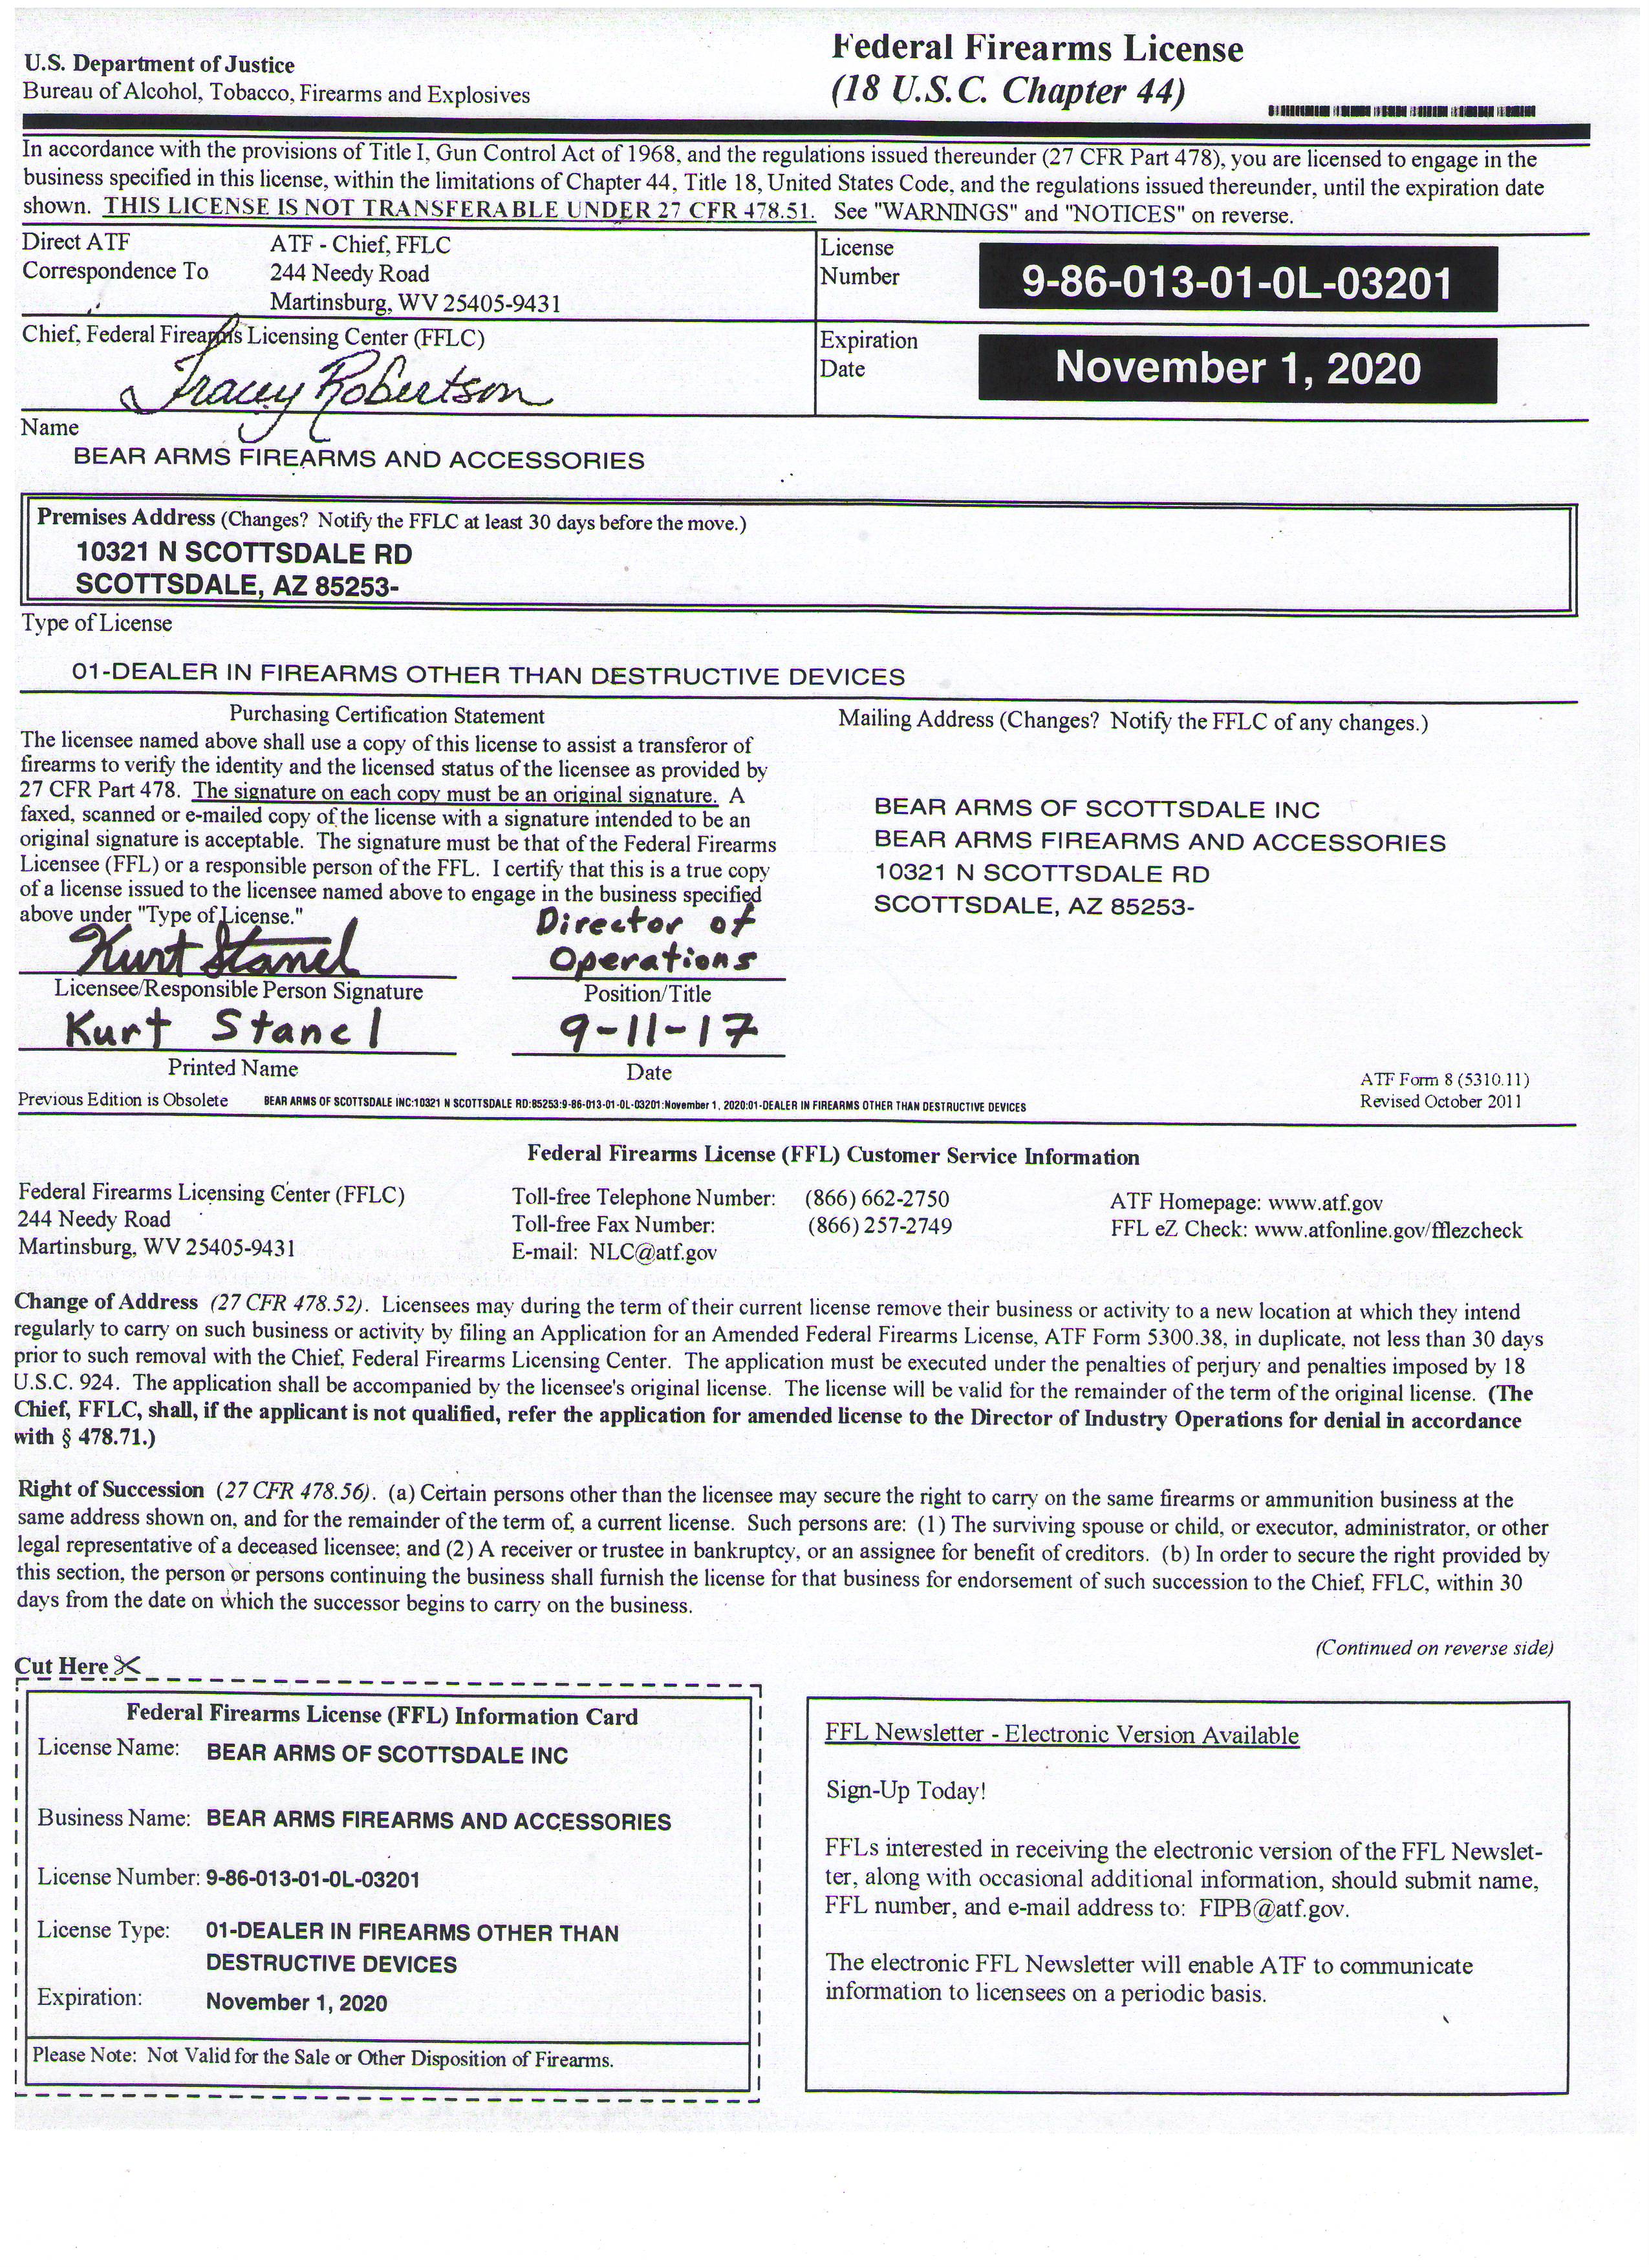 U.S. Department of Justice
Bureau of Alcohol, Tobacco, Firearms and Explosives
Federal Firearms License
(18 U.S.C. Chapter 44)
In accordance with the provisions of Title I, Gun Control Act of 1968, and the regulations issued thereunder (27 CFR Part 478), you are licensed to engage in the
business specified in this license, within the limitations of Chapter 44, Title 18, United States Code, and the regulations issued thereunder, until the expiration date
shown. THIS LICENSE IS NOT TRANSFERABLE UNDER 27 CFR 478.51. See "WARNINGS" and "NOTICES" on reverse.
Direct ATF
Correspondence To
ATF - Chief, FFLC
244 Needy Road
Martinsburg, WV 25405-9431
License
Number
9-86-013-01-0L-03201
Chief, Federal Firearms Licensing Center (FFLC)
Tracey Robertson
Expiration
Date
November 1, 2020
Name
BEAR ARMS FIREARMS AND ACCESSORIES
Premises Address (Changes? Notify the FFLC at least 30 days before the move.)
10321 N SCOTTSDALE RD
SCOTTSDALE, AZ 85253-
Type of License
01-DEALER IN FIREARMS OTHER THAN DESTRUCTIVE DEVICES
Purchasing Certification Statement
The licensee named above shall use a copy of this license to assist a transferor of
firearms to verify the identity and the licensed status of the licensee as provided by
27 CFR Part 478. The signature on each copy must be an original signature. A
faxed, scanned or e-mailed copy of the license with a signature intended to be an
original signature is acceptable. The signature must be that of the Federal Firearms
Licensee (FFL) or a responsible person of the FFL. I certify that this is a true copy
of a license issued to the licensee named above to engage in the business specified
above under "Type of License."
Mailing Address (Changes? Notify the FFLC of any changes.)
BEAR ARMS OF SCOTTSDALE INC
BEAR ARMS FIREARMS AND ACCESSORIES
10321 N SCOTTSDALE RD
SCOTTSDALE, AZ 85253-
Kurt Stanel
Director of
Operations
Licensee/Responsible Person Signature
Position/Title
Kurt Stanel
9-11-17
Printed Name
Date
ATF Form 8 (5310.11)
Revised October 2011
Previous Edition is Obsolete
BEAR ARMS OF SCOTTSDALE INC:10321 N SCOTTSDALE RD:85253:9-86-013-01-0L-03201:November 1, 2020:01-DEALER IN FIREARMS OTHER THAN DESTRUCTIVE DEVICES
Federal Firearms License (FFL) Customer Service Information
Federal Firearms Licensing Center (FFLC)
244 Needy Road
Martinsburg, WV 25405-9431
Toll-free Telephone Number: (866) 662-2750
Toll-free Fax Number: (866) 257-2749
E-mail: NLC@atf.gov
ATF Homepage: www.atf.gov
FFL eZ Check: www.atfonline.gov/fflezcheck
Change of Address (27 CFR 478.52). Licensees may during the term of their current license remove their business or activity to a new location at which they intend
regularly to carry on such business or activity by filing an Application for an Amended Federal Firearms License, ATF Form 5300.38, in duplicate, not less than 30 days
prior to such removal with the Chief, Federal Firearms Licensing Center. The application must be executed under the penalties of perjury and penalties imposed by 18
U.S.C. 924. The application shall be accompanied by the licensee's original license. The license will be valid for the remainder of the term of the original license. (The
Chief, FFLC, shall, if the applicant is not qualified, refer the application for amended license to the Director of Industry Operations for denial in accordance
with § 478.71.)
Right of Succession (27 CFR 478.56). (a) Certain persons other than the licensee may secure the right to carry on the same firearms or ammunition business at the
same address shown on, and for the remainder of the term of, a current license. Such persons are: (1) The surviving spouse or child, or executor, administrator, or other
legal representative of a deceased licensee; and (2) A receiver or trustee in bankruptcy, or an assignee for benefit of creditors. (b) In order to secure the right provided by
this section, the person or persons continuing the business shall furnish the license for that business for endorsement of such succession to the Chief, FFLC, within 30
days from the date on which the successor begins to carry on the business.
(Continued on reverse side)
Cut Here
Federal Firearms License (FFL) Information Card
License Name: BEAR ARMS OF SCOTTSDALE INC
Business Name: BEAR ARMS FIREARMS AND ACCESSORIES
License Number: 9-86-013-01-0L-03201
License Type: 01-DEALER IN FIREARMS OTHER THAN
DESTRUCTIVE DEVICES
Expiration: November 1, 2020
Please Note: Not Valid for the Sale or Other Disposition of Firearms.
FFL Newsletter - Electronic Version Available
Sign-Up Today!
FFLs interested in receiving the electronic version of the FFL Newslet-
ter, along with occasional additional information, should submit name,
FFL number, and e-mail address to: FIPB@atf.gov.
The electronic FFL Newsletter will enable ATF to communicate
information to licensees on a periodic basis.